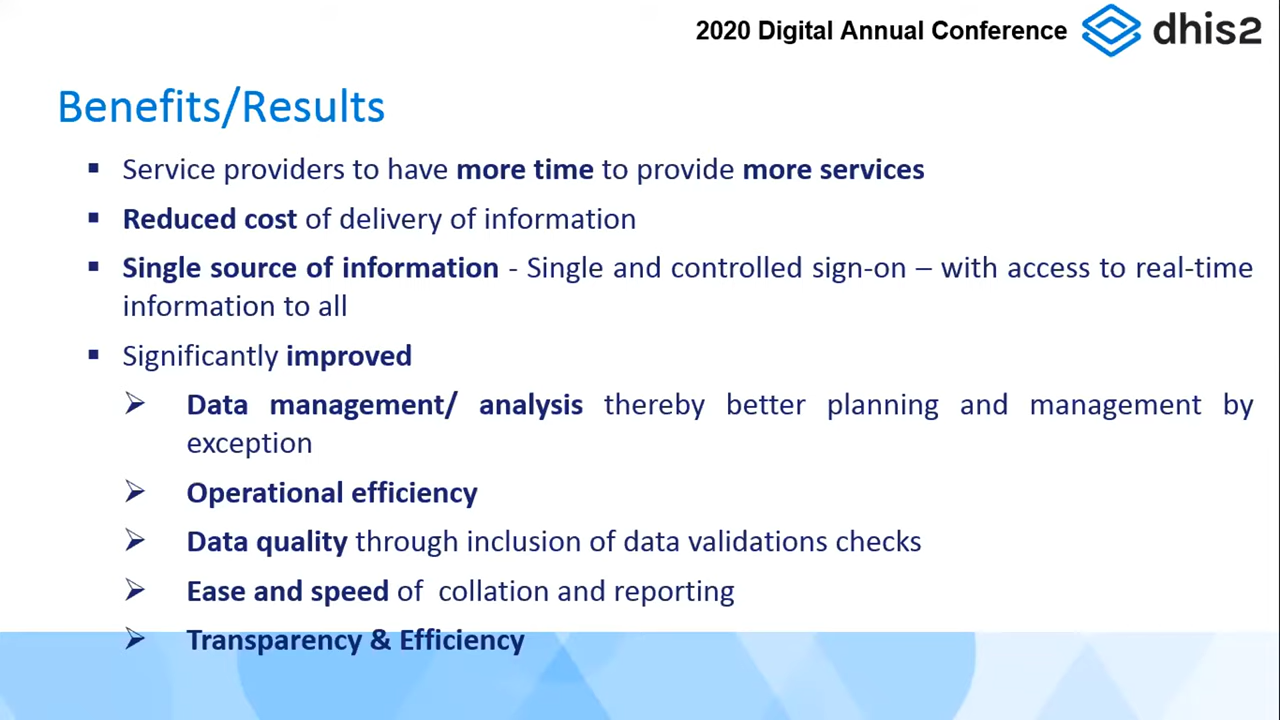 2020 Digital Annual Conference dhis2
Benefits/Results
▪ Service providers to have more time to provide more services
▪ Reduced cost of delivery of information
▪ Single source of information - Single and controlled sign-on – with access to real-time
information to all
▪ Significantly improved
➢ Data management/ analysis thereby better planning and management by
exception
➢ Operational efficiency
➢ Data quality through inclusion of data validations checks
➢ Ease and speed of  collation and reporting
➢ Transparency & Efficiency